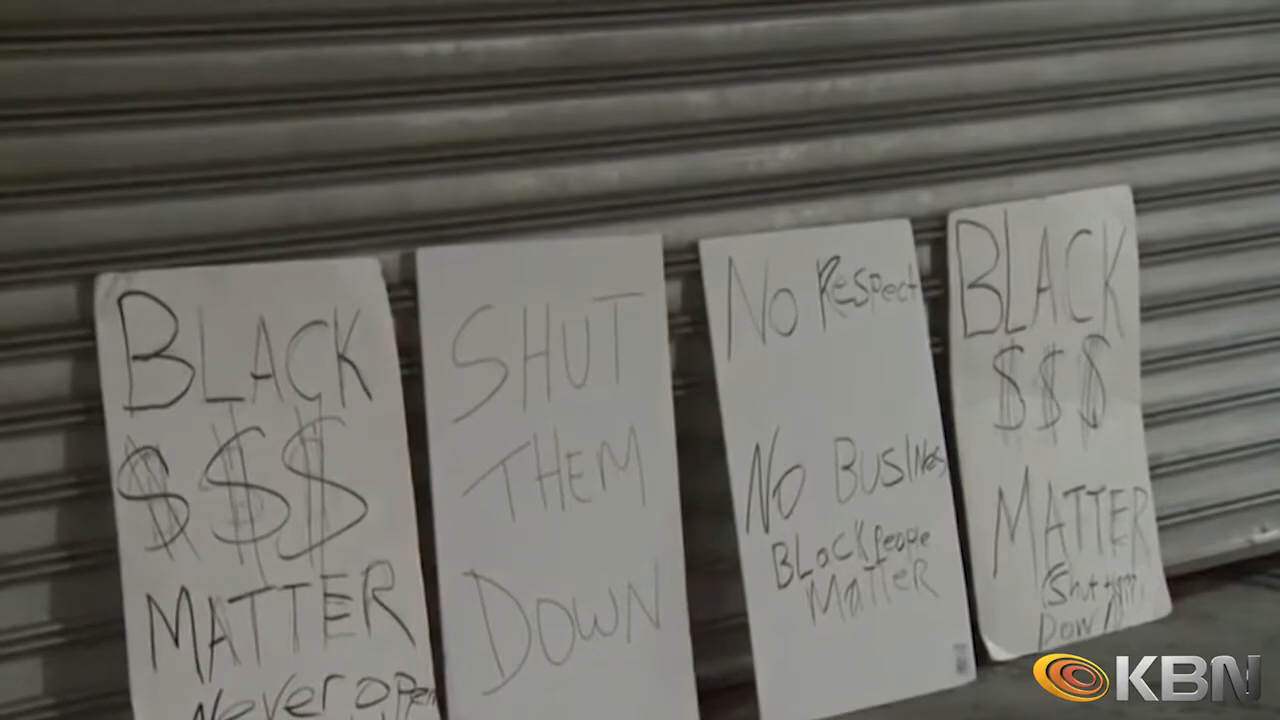 BLACK
$$$
MATTER
Never open
SHUT
THEM
DOWN
No Respect
No BUSINess
BLack people
MatteR
BLACK
$$$
MATTER
(Shut them
DOWN
KBN